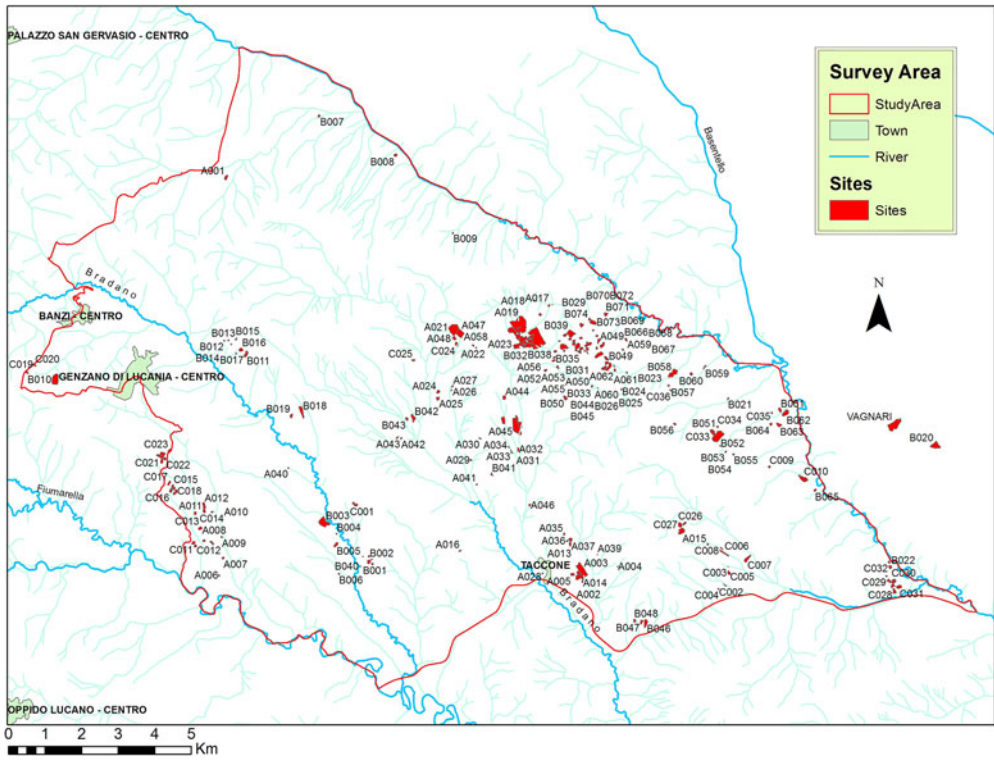 PALAZZO SAN GERVASIO - CENTRO
Survey Area
StudyArea
Town
River
Sites
Sites
B007
Basentello
B008
A001
B009
N
Bradano
BANZI - CENTRO
A018 A017 B029 B070 B072
A019 B074 B071
A021 A047 B039 B073 B069
B013 B015 A048 A058 B066 B068
B012 B016 C024 A022 A023 A049 A059 B067
B014 B017 B011 B032 B038 B035 B049
C019 C020 C025 A056 B031 B058 B059
B010 GENZANO DI LUCANIA - CENTRO A052 A053 A062 A061 B023 B060
A024 A027 A055 A050 B024 C036 B057
A026 A044 B033 A060 B025
A025 B050 B044 B026 B021 B061
B019 B018 B042 B045 C035 B062
B043 A045 B056 B051 C034 B064 B063 VAGNARI
A043 A042 A030 A034 A032 C033 B052 B020
C023 A033 B053
C021 C022 A029 A031 B054 B055 C009
C017 C015 A040 B041 C010
C016 C018 A041 B065
Fiumarella
A012 C001 A046
A011 A010 B003 C026
C013 C014 B004 A035 C027
A008 A036 A015
C011 C012 A009 B005 B002 A016 A037 A039 C008 C006
A007 B040 B001 A013 A003 C007 B022
A006 B006 TACCONE A004 C003 C005 C032
A028 A005 A014 C029
A002 C004 C002 C028 C031
Bradano
B048
B047 B046
OPPIDO LUCANO - CENTRO
0 1 2 3 4 5
Km